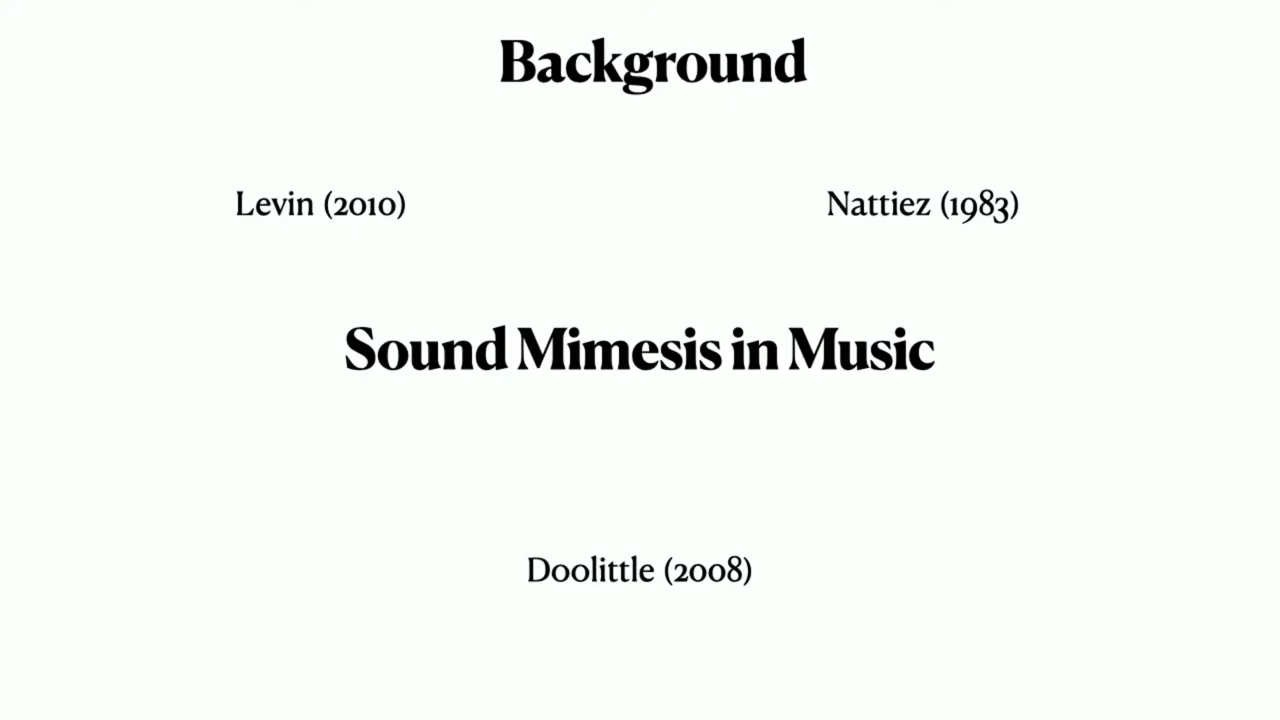 Background
Levin (2010)
Nattiez (1983)
Sound Mimesis in Music
Doolittle (2008)